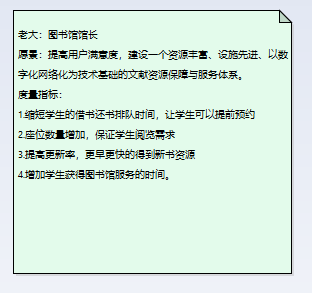 老大：图书馆馆长
愿景：提高用户满意度，建设一个资源丰富、设施先进、以数
字化网络化为技术基础的文献资源保障与服务体系。
度量指标：
1.缩短学生的借书还书排队时间，让学生可以提前预约
2.座位数量增加，保证学生阅览需求
3.提高更新率，更早更快的得到新书资源
4.增加学生获得图书馆服务的时间。